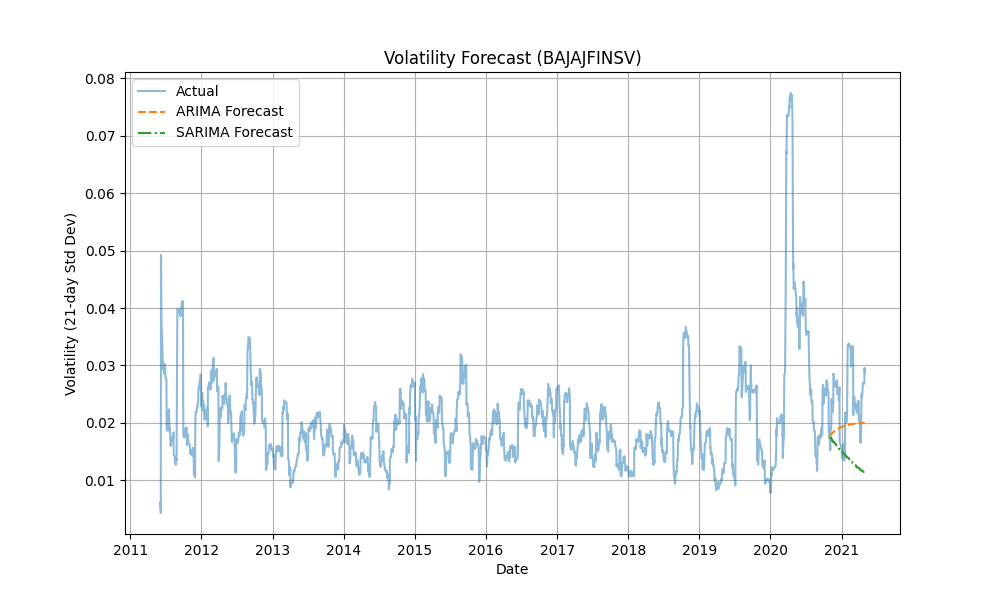 Volatility Forecast (BAJAJFINSV)
Actual
ARIMA Forecast
SARIMA Forecast
Volatility (21-day Std Dev)
0.08
0.07
0.06
0.05
0.04
0.03
0.02
0.01
2011 2012 2013 2014 2015 2016 2017 2018 2019 2020 2021
Date